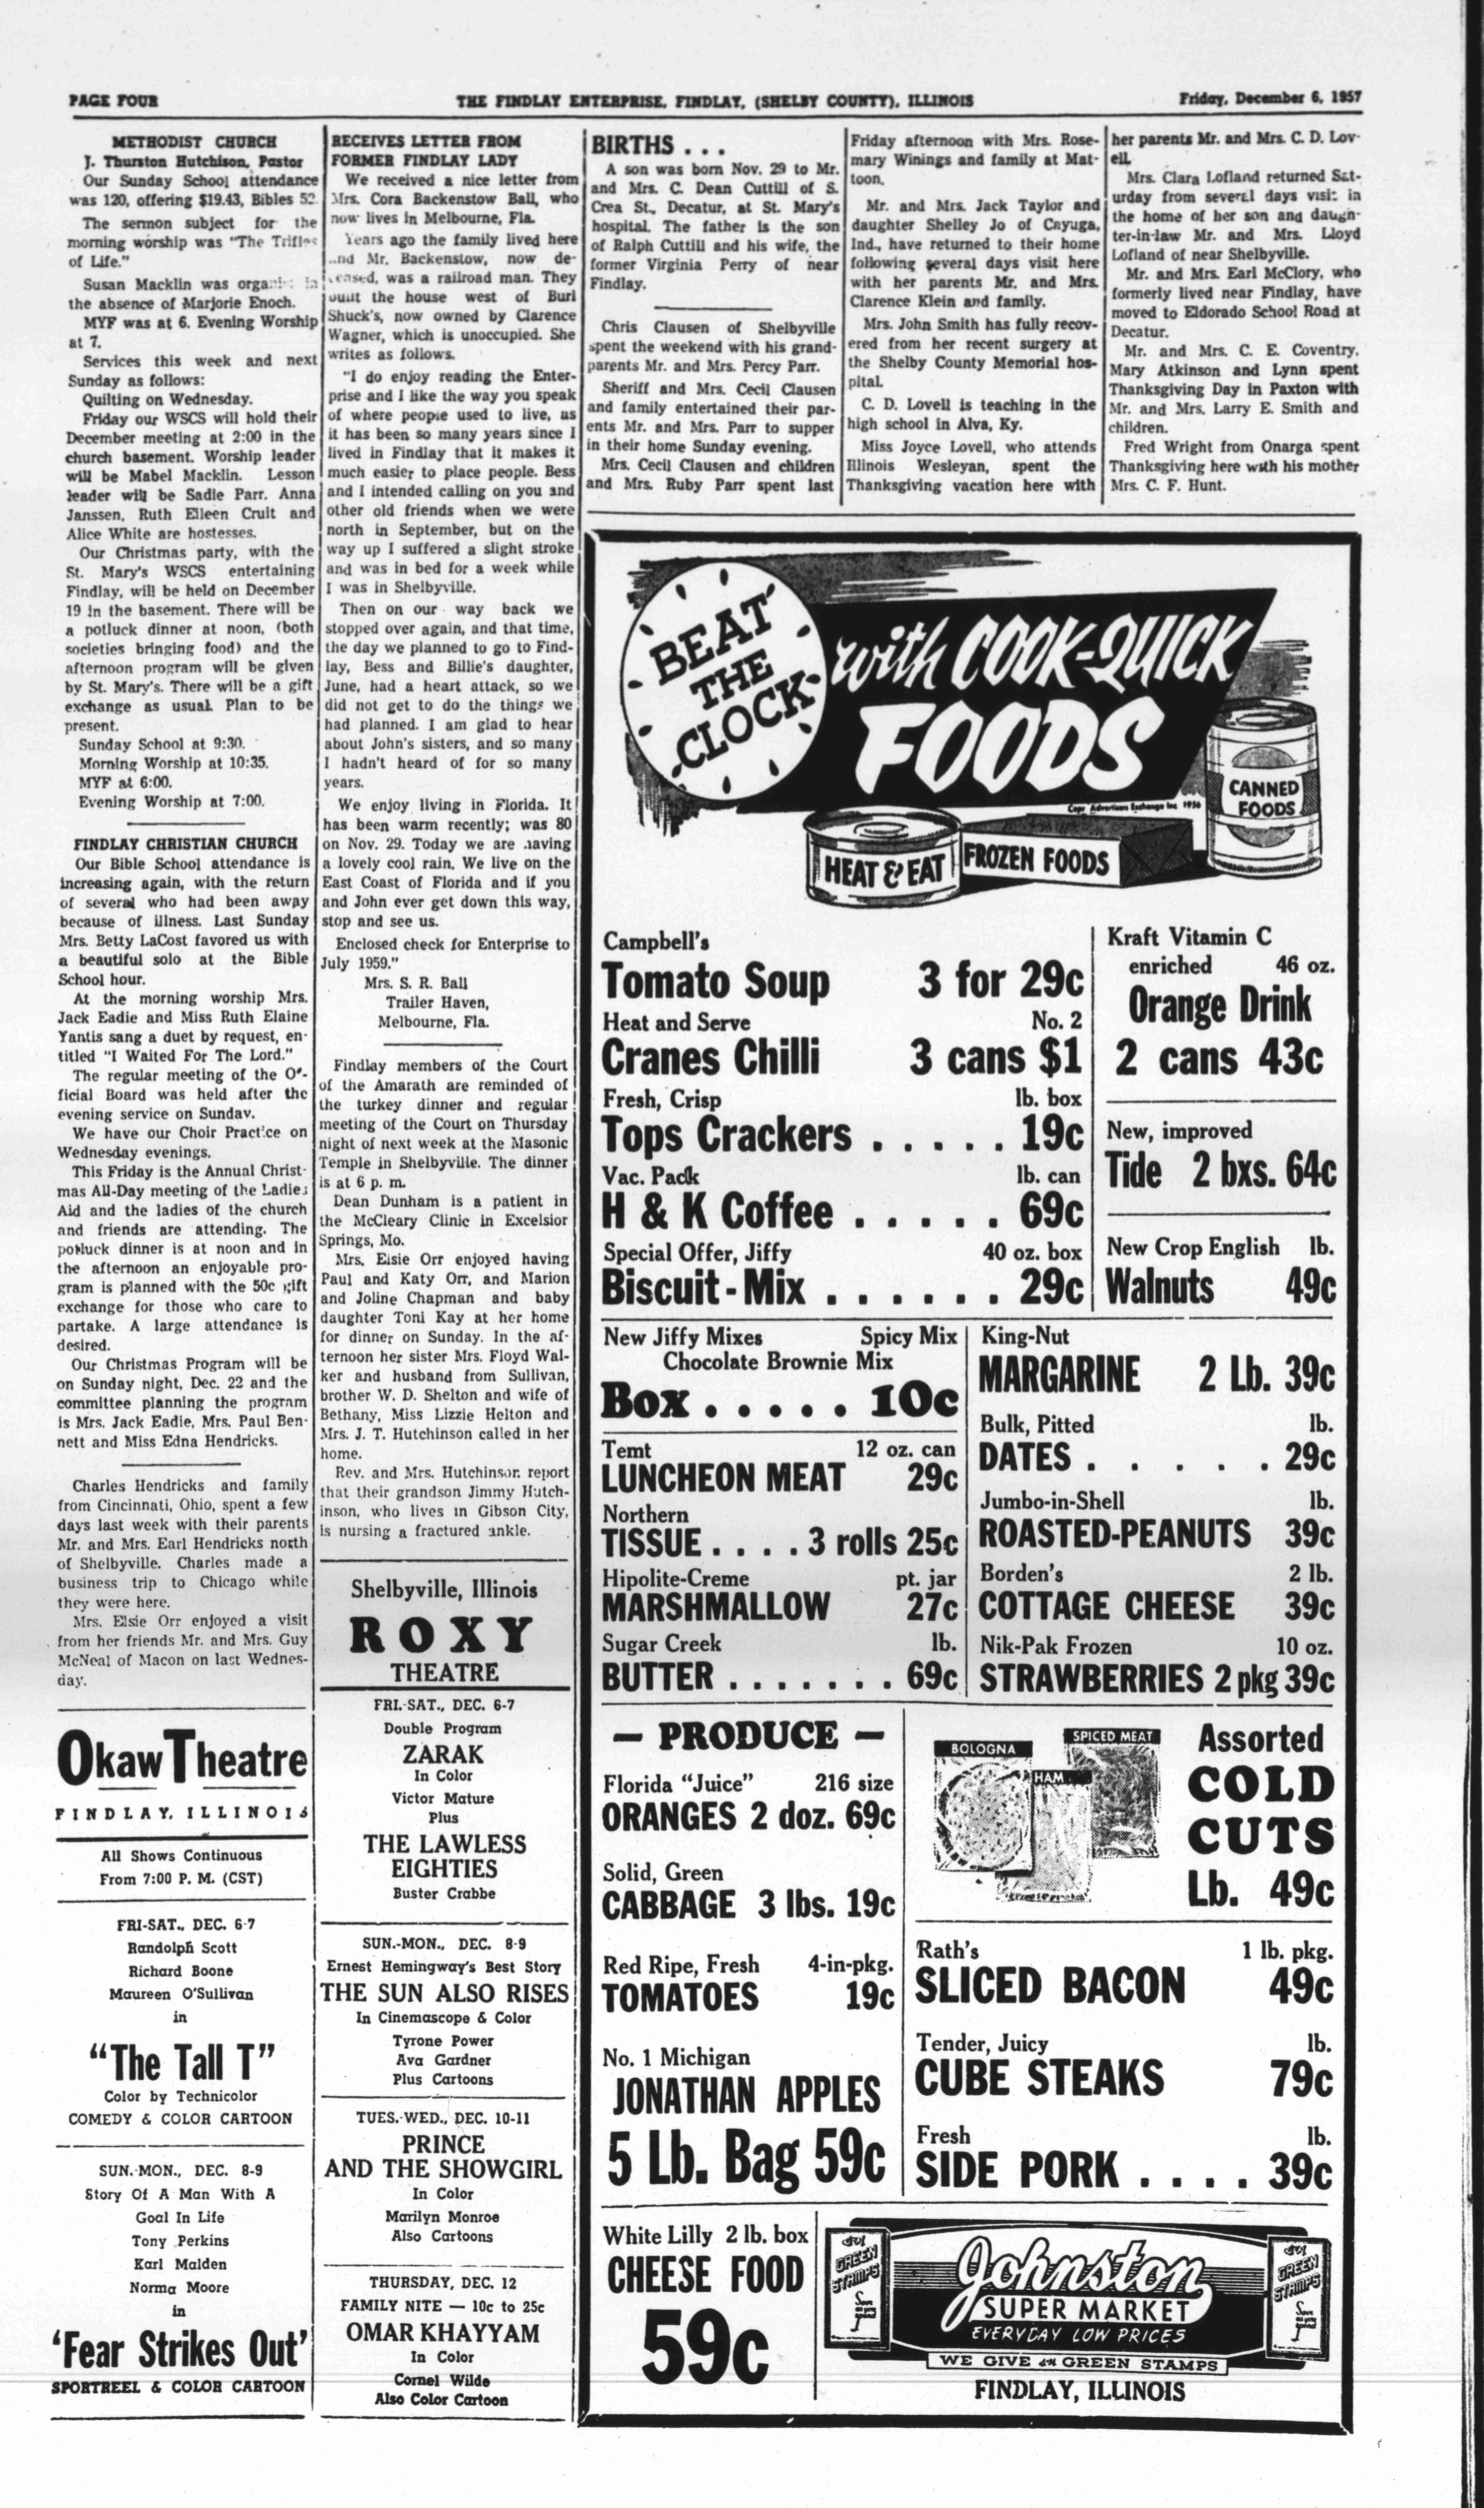 PAGE FOUR
THE FINDLAY ENTERPRISE, FINDLAY, (SHELBY COUNTY), ILLINOIS
Friday, December 6, 1957
METHODIST CHURCH
J. Thurston Hutchison, Pastor
Our Sunday School attendance
was 120, offering $19.43, Bibles 52.
The sermon subject for the
morning worship was "The Trifles
of Life."
Susan Macklin was organist in
the absence of Marjorie Enoch.
MYF was at 6. Evening Worship
at 7.
Services this week and next
Sunday as follows:
Quilting on Wednesday.
Friday our WSCS will hold their
December meeting at 2:00 in the
church basement. Worship leader
will be Mabel Macklin. Lesson
leader will be Sadie Parr. Anna
Janssen, Ruth Eileen Cruit and
Alice White are hostesses.
Our Christmas party, with the
St. Mary's WSCS entertaining
Findlay, will be held on December
19 in the basement. There will be
a potluck dinner at noon, (both
societies bringing food) and the
afternoon program will be given
by St. Mary's. There will be a gift
exchange as usual. Plan to be
present.
Sunday School at 9:30.
Morning Worship at 10:35.
MYF at 6:00.
Evening Worship at 7:00.
FINDLAY CHRISTIAN CHURCH
Our Bible School attendance is
increasing again, with the return
of several who had been away
because of illness. Last Sunday
Mrs. Betty LaCost favored us with
a beautiful solo at the Bible
School hour.
At the morning worship Mrs.
Jack Eadie and Miss Ruth Elaine
Yantis sang a duet by request, en-
titled "I Waited For The Lord."
The regular meeting of the Of-
ficial Board was held after the
evening service on Sunday.
We have our Choir Practice on
Wednesday evenings.
This Friday is the Annual Christ-
mas All-Day meeting of the Ladies
Aid and the ladies of the church
and friends are attending. The
potluck dinner is at noon and in
the afternoon an enjoyable pro-
gram is planned with the 50c gift
exchange for those who care to
partake. A large attendance is
desired.
Our Christmas Program will be
on Sunday night, Dec. 22 and the
committee planning the program
is Mrs. Jack Eadie, Mrs. Paul Ben-
nett and Miss Edna Hendricks.
Charles Hendricks and family
from Cincinnati, Ohio, spent a few
days last week with their parents
Mr. and Mrs. Earl Hendricks north
of Shelbyville. Charles made a
business trip to Chicago while
they were here.
Mrs. Elsie Orr enjoyed a visit
from her friends Mr. and Mrs. Guy
McNeal of Macon on last Wednes-
day.
Okaw Theatre
FINDLAY, ILLINOIS
All Shows Continuous
From 7:00 P. M. (CST)
FRI-SAT., DEC. 6-7
Randolph Scott
Richard Boone
Maureen O'Sullivan
in
"The Tall T"
Color by Technicolor
COMEDY & COLOR CARTOON
SUN.-MON., DEC. 8-9
Story Of A Man With A
Goal In Life
Tony Perkins
Karl Malden
Norma Moore
in
'Fear Strikes Out'
SPORTREEL & COLOR CARTOON
RECEIVES LETTER FROM
FORMER FINDLAY LADY
We received a nice letter from
Mrs. Cora Backenstow Ball, who
now lives in Melbourne, Fla.
Years ago the family lived here
and Mr. Backenstow, now de-
ceased, was a railroad man. They
built the house west of Burl
Shuck's, now owned by Clarence
Wagner, which is unoccupied. She
writes as follows.
"I do enjoy reading the Enter-
prise and I like the way you speak
of where people used to live, as
it has been so many years since I
lived in Findlay that it makes it
much easier to place people. Bess
and I intended calling on you and
other old friends when we were
north in September, but on the
way up I suffered a slight stroke
and was in bed for a week while
I was in Shelbyville.
Then on our way back we
stopped over again, and that time,
the day we planned to go to Find-
lay, Bess and Billie's daughter,
June, had a heart attack, so we
did not get to do the things we
had planned. I am glad to hear
about John's sisters, and so many
I hadn't heard of for so many
years.
We enjoy living in Florida. It
has been warm recently; was 80
on Nov. 29. Today we are having
a lovely cool rain. We live on the
East Coast of Florida and if you
and John ever get down this way,
stop and see us.
Enclosed check for Enterprise to
July 1959."
Mrs. S. R. Ball
Trailer Haven,
Melbourne, Fla.
Findlay members of the Court
of the Amarath are reminded of
the turkey dinner and regular
meeting of the Court on Thursday
night of next week at the Masonic
Temple in Shelbyville. The dinner
is at 6 p. m.
Dean Dunham is a patient in
the McCleary Clinic in Excelsior
Springs, Mo.
Mrs. Elsie Orr enjoyed having
Paul and Katy Orr, and Marion
and Joline Chapman and baby
daughter Toni Kay at her home
for dinner on Sunday. In the af-
ternoon her sister Mrs. Floyd Wal-
ker and husband from Sullivan,
brother W. D. Shelton and wife of
Bethany, Miss Lizzie Helton and
Mrs. J. T. Hutchinson called in her
home.
Rev. and Mrs. Hutchinson report
that their grandson Jimmy Hutch-
inson, who lives in Gibson City,
is nursing a fractured ankle.
Shelbyville, Illinois
ROXY
THEATRE
FRI.-SAT., DEC. 6-7
Double Program
ZARAK
In Color
Victor Mature
Plus
THE LAWLESS
EIGHTIES
Buster Crabbe
SUN.-MON., DEC. 8-9
Ernest Hemingway's Best Story
THE SUN ALSO RISES
In Cinemascope & Color
Tyrone Power
Ava Gardner
Plus Cartoons
TUES.-WED., DEC. 10-11
PRINCE
AND THE SHOWGIRL
In Color
Marilyn Monroe
Also Cartoons
THURSDAY, DEC. 12
FAMILY NITE — 10c to 25c
OMAR KHAYYAM
In Color
Cornel Wilde
Also Color Cartoon
BIRTHS . . .
A son was born Nov. 29 to Mr.
and Mrs. C. Dean Cuttill of S.
Crea St., Decatur, at St. Mary's
hospital. The father is the son
of Ralph Cuttill and his wife, the
former Virginia Perry of near
Findlay.
Chris Clausen of Shelbyville
spent the weekend with his grand-
parents Mr. and Mrs. Percy Parr.
Sheriff and Mrs. Cecil Clausen
and family entertained their par-
ents Mr. and Mrs. Parr to supper
in their home Sunday evening.
Mrs. Cecil Clausen and children
and Mrs. Ruby Parr spent last
Friday afternoon with Mrs. Rose-
mary Winings and family at Mat-
toon.
Mr. and Mrs. Jack Taylor and
daughter Shelley Jo of Cayuga,
Ind., have returned to their home
following several days visit here
with her parents Mr. and Mrs.
Clarence Klein and family.
Mrs. John Smith has fully recov-
ered from her recent surgery at
the Shelby County Memorial hos-
pital.
C. D. Lovell is teaching in the
high school in Alva, Ky.
Miss Joyce Lovell, who attends
Illinois Wesleyan, spent the
Thanksgiving vacation here with
her parents Mr. and Mrs. C. D. Lov-
ell.
Mrs. Clara Lofland returned Sat-
urday from several days visit in
the home of her son and daugh-
ter-in-law Mr. and Mrs. Lloyd
Lofland of near Shelbyville.
Mr. and Mrs. Earl McClory, who
formerly lived near Findlay, have
moved to Eldorado School Road at
Decatur.
Mr. and Mrs. C. E. Coventry,
Mary Atkinson and Lynn spent
Thanksgiving Day in Paxton with
Mr. and Mrs. Larry E. Smith and
children.
Fred Wright from Onarga spent
Thanksgiving here with his mother
Mrs. C. F. Hunt.
BEAT
THE
CLOCK
with COOK-QUICK
FOODS
Copr Advertisers Exchange Inc 1956
CANNED
FOODS
HEAT & EAT
FROZEN FOODS
Campbell's
Tomato Soup 3 for 29c
Heat and Serve No. 2
Cranes Chilli 3 cans $1
Fresh, Crisp lb. box
Tops Crackers . . . . . 19c
Vac. Pack lb. can
H & K Coffee . . . . . 69c
Special Offer, Jiffy 40 oz. box
Biscuit-Mix . . . . . . 29c
Kraft Vitamin C
enriched 46 oz.
Orange Drink
2 cans 43c
New, improved
Tide 2 bxs. 64c
New Crop English lb.
Walnuts 49c
New Jiffy Mixes Spicy Mix
Chocolate Brownie Mix
Box . . . . . 10c
Temt 12 oz. can
LUNCHEON MEAT 29c
Northern
TISSUE . . . . 3 rolls 25c
Hipolite-Creme pt. jar
MARSHMALLOW 27c
Sugar Creek lb.
BUTTER . . . . . . . 69c
King-Nut
MARGARINE 2 Lb. 39c
Bulk, Pitted lb.
DATES . . . . . . 29c
Jumbo-in-Shell lb.
ROASTED-PEANUTS 39c
Borden's 2 lb.
COTTAGE CHEESE 39c
Nik-Pak Frozen 10 oz.
STRAWBERRIES 2 pkg 39c
— PRODUCE —
Florida "Juice" 216 size
ORANGES 2 doz. 69c
Solid, Green
CABBAGE 3 lbs. 19c
Red Ripe, Fresh 4-in-pkg.
TOMATOES 19c
No. 1 Michigan
JONATHAN APPLES
5 Lb. Bag 59c
BOLOGNA
HAM
SPICED MEAT
Assorted
COLD
CUTS
Lb. 49c
Rath's 1 lb. pkg.
SLICED BACON 49c
Tender, Juicy lb.
CUBE STEAKS 79c
Fresh lb.
SIDE PORK . . . . 39c
White Lilly 2 lb. box
CHEESE FOOD
59c
GREEN
STAMPS
Johnston
SUPER MARKET
EVERYDAY LOW PRICES
WE GIVE S&H GREEN STAMPS
GREEN
STAMPS
FINDLAY, ILLINOIS